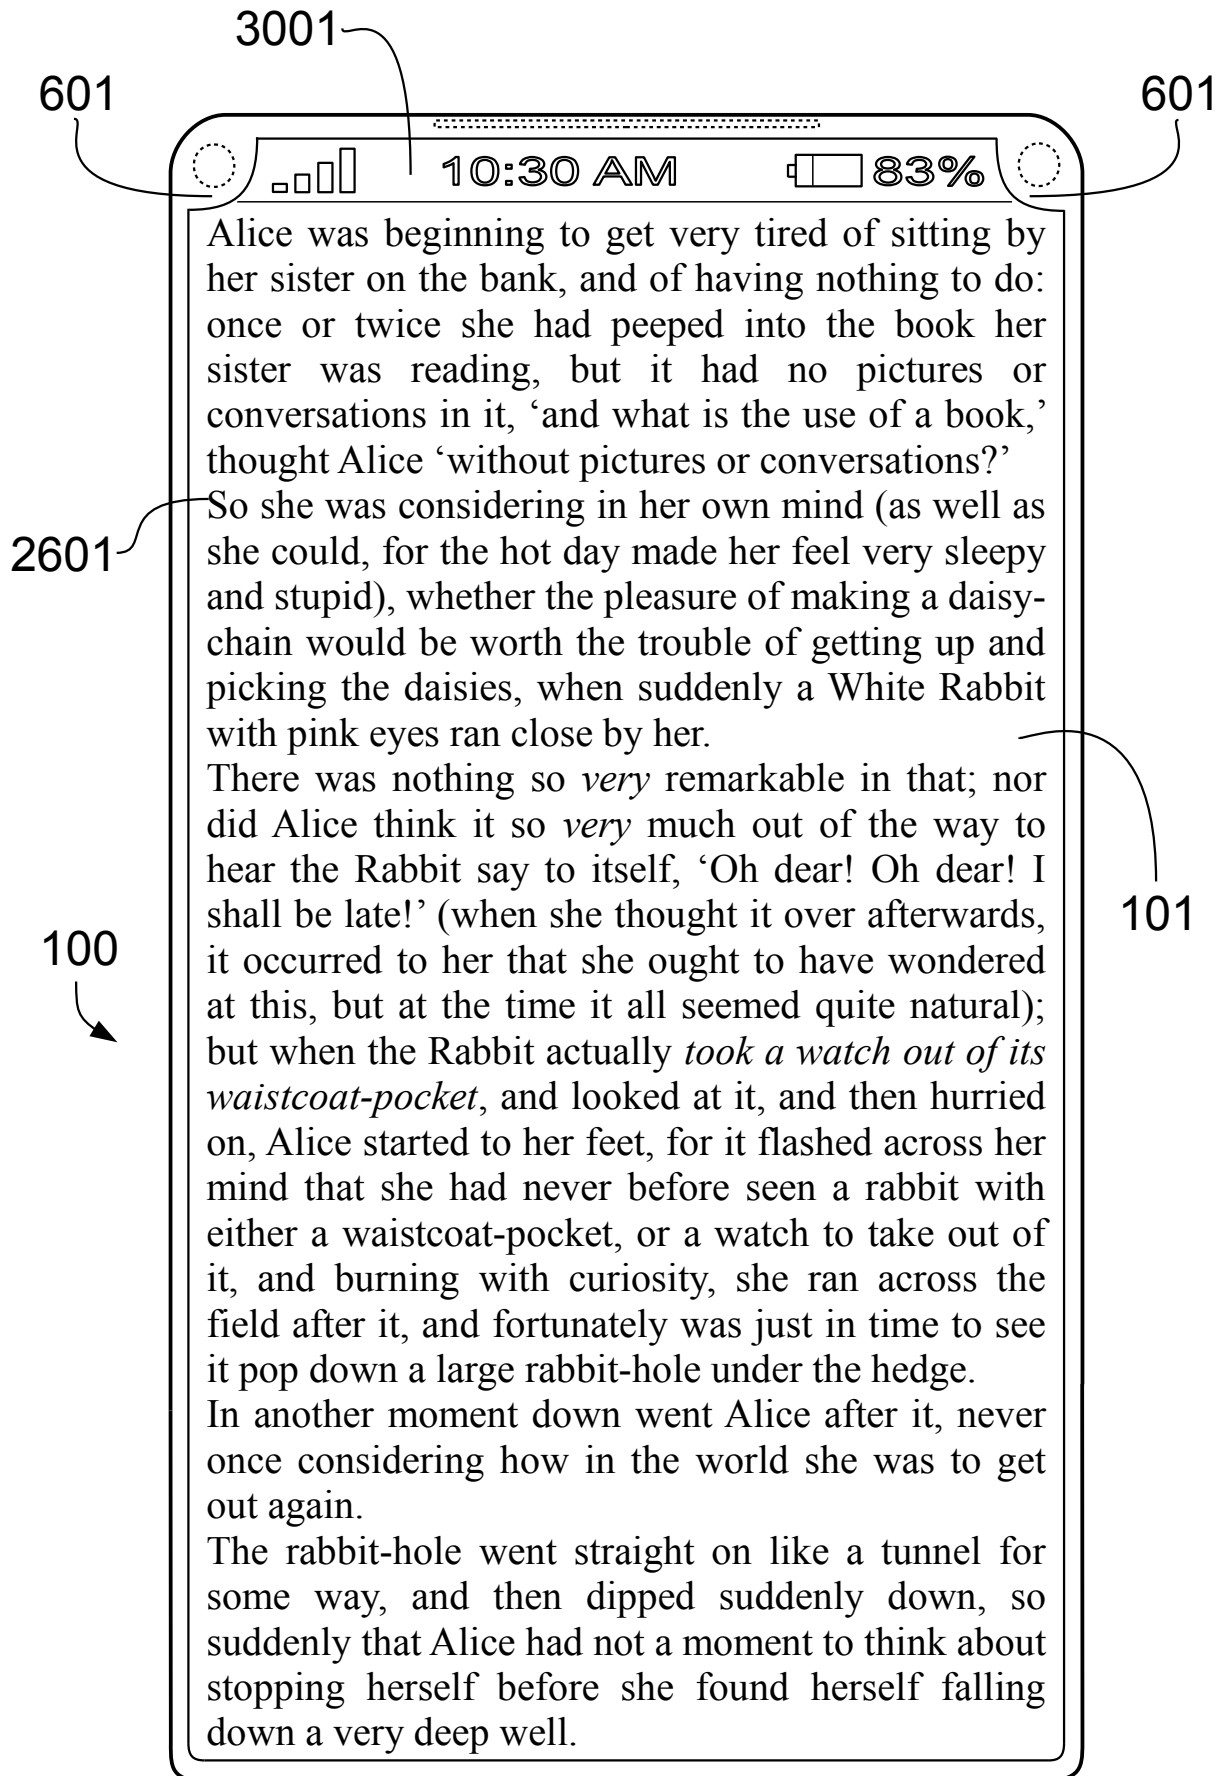 3001
601
601
10:30 AM
83%
Alice was beginning to get very tired of sitting by
her sister on the bank, and of having nothing to do:
once or twice she had peeped into the book her
sister was reading, but it had no pictures or
conversations in it, ‘and what is the use of a book,’
thought Alice ‘without pictures or conversations?’
So she was considering in her own mind (as well as
2601
she could, for the hot day made her feel very sleepy
and stupid), whether the pleasure of making a daisy-
chain would be worth the trouble of getting up and
picking the daisies, when suddenly a White Rabbit
with pink eyes ran close by her.
There was nothing so very remarkable in that; nor
did Alice think it so very much out of the way to
hear the Rabbit say to itself, ‘Oh dear! Oh dear! I
shall be late!’ (when she thought it over afterwards,
101
100
it occurred to her that she ought to have wondered
at this, but at the time it all seemed quite natural);
but when the Rabbit actually took a watch out of its
waistcoat-pocket, and looked at it, and then hurried
on, Alice started to her feet, for it flashed across her
mind that she had never before seen a rabbit with
either a waistcoat-pocket, or a watch to take out of
it, and burning with curiosity, she ran across the
field after it, and fortunately was just in time to see
it pop down a large rabbit-hole under the hedge.
In another moment down went Alice after it, never
once considering how in the world she was to get
out again.
The rabbit-hole went straight on like a tunnel for
some way, and then dipped suddenly down, so
suddenly that Alice had not a moment to think about
stopping herself before she found herself falling
down a very deep well.